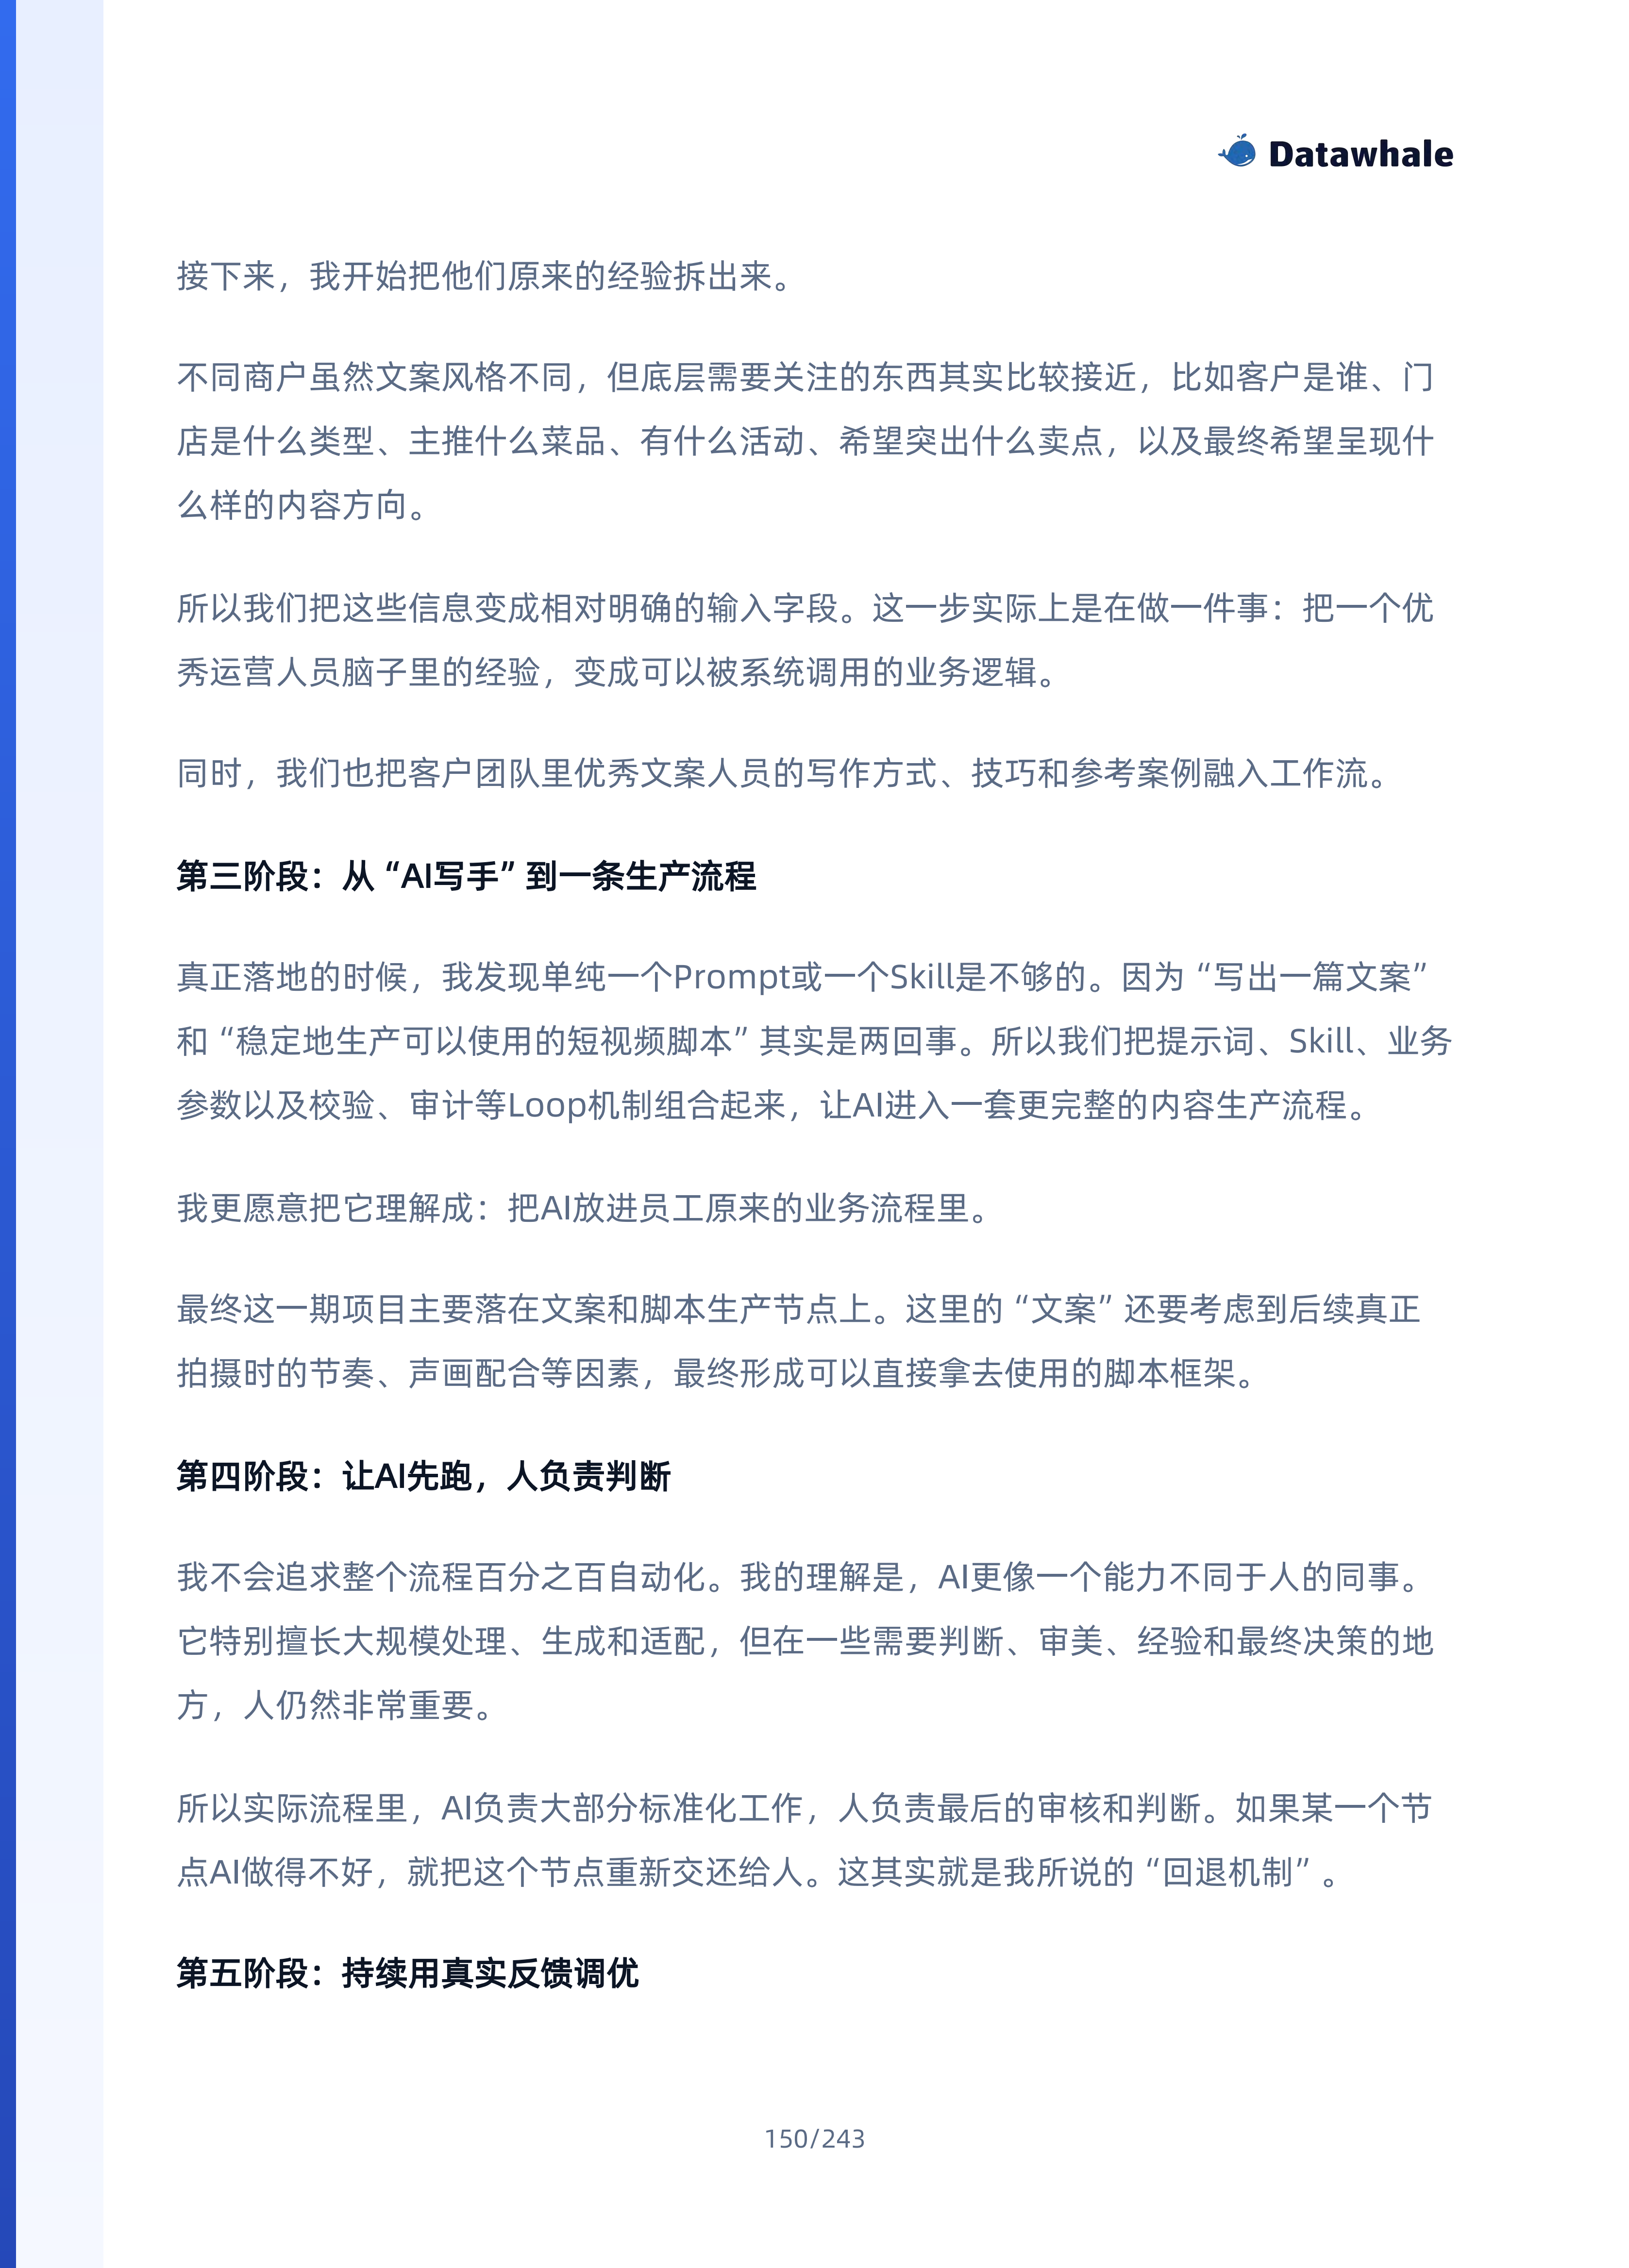 Datawhale
接下来，我开始把他们原来的经验拆出来。
不同商户虽然文案风格不同，但底层需要关注的东西其实比较接近，比如客户是谁、门
店是什么类型、主推什么菜品、有什么活动、希望突出什么卖点，以及最终希望呈现什
么样的内容方向。
所以我们把这些信息变成相对明确的输入字段。这一步实际上是在做一件事：把一个优
秀运营人员脑子里的经验，变成可以被系统调用的业务逻辑。
同时，我们也把客户团队里优秀文案人员的写作方式、技巧和参考案例融入工作流。
第三阶段：从“AI写手”到一条生产流程
真正落地的时候，我发现单纯一个Prompt或一个Skill是不够的。因为“写出一篇文案”
和“稳定地生产可以使用的短视频脚本”其实是两回事。所以我们把提示词、Skill、业务
参数以及校验、审计等Loop机制组合起来，让AI进入一套更完整的内容生产流程。
我更愿意把它理解成：把AI放进员工原来的业务流程里。
最终这一期项目主要落在文案和脚本生产节点上。这里的“文案”还要考虑到后续真正
拍摄时的节奏、声画配合等因素，最终形成可以直接拿去使用的脚本框架。
第四阶段：让AI先跑，人负责判断
我不会追求整个流程百分之百自动化。我的理解是，AI更像一个能力不同于人的同事。
它特别擅长大规模处理、生成和适配，但在一些需要判断、审美、经验和最终决策的地
方，人仍然非常重要。
所以实际流程里，AI负责大部分标准化工作，人负责最后的审核和判断。如果某一个节
点AI做得不好，就把这个节点重新交还给人。这其实就是我所说的“回退机制”。
第五阶段：持续用真实反馈调优
150/243